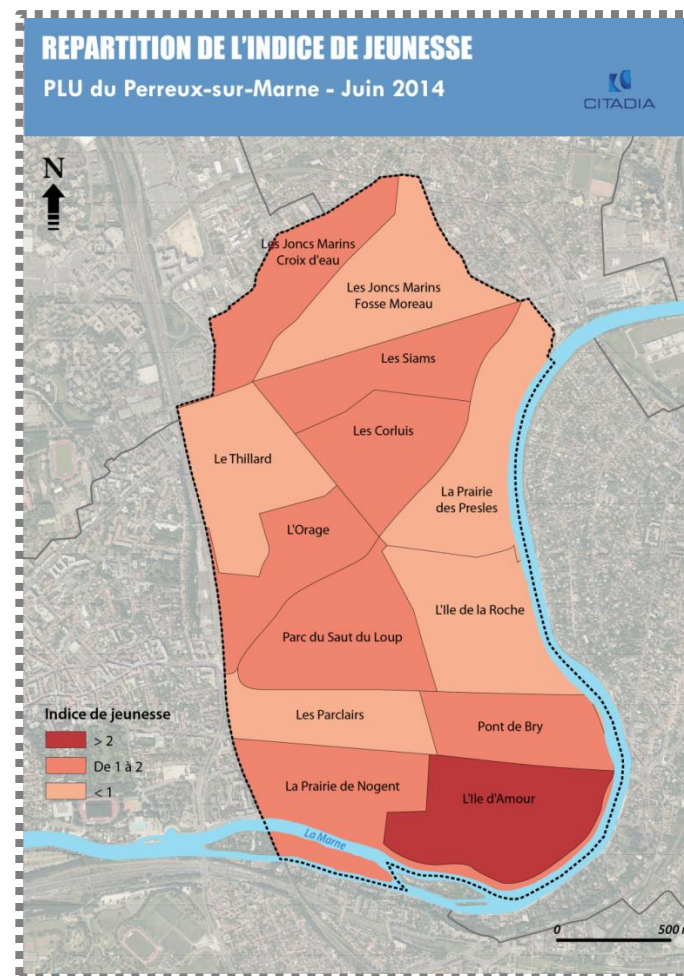 REPARTITION DE L'INDICE DE JEUNESSE
PLU du Perreux-sur-Marne - Juin 2014
CITADIA
N
Les Joncs Marins
Croix d'eau
Les Joncs Marins
Fosse Moreau
Les Siams
Les Corluis
Le Thillard
La Prairie
des Presles
L'Orage
L'Ile de la Roche
Parc du Saut du Loup
Les Parclairs
Pont de Bry
La Prairie de Nogent
L'Ile d'Amour
La Marne
Indice de jeunesse
> 2
De 1 à 2
< 1
0 500 m